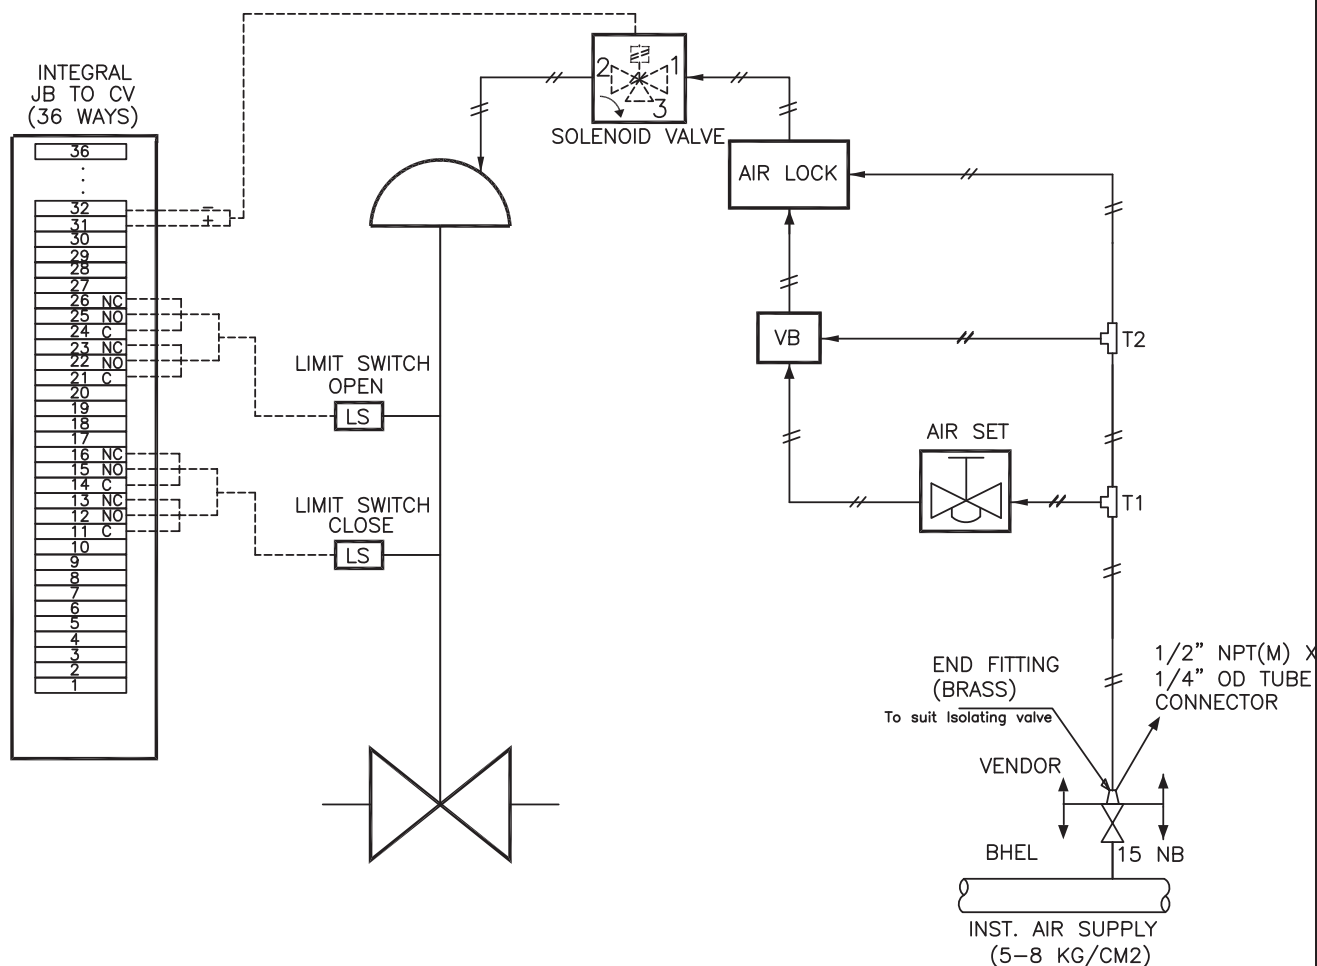 INTEGRAL
JB TO CV
(36 WAYS)
36
32 −
31 +
30
29
28
27
26 NC
25 NO
24 C
23 NC
22 NO
21 C
20
19
18
17
16 NC
15 NO
14 C
13 NC
12 NO
11 C
10
9
8
7
6
5
4
3
2
1
2 1
3
SOLENOID VALVE
AIR LOCK
VB
T2
LIMIT SWITCH
OPEN
LS
AIR SET
T1
LIMIT SWITCH
CLOSE
LS
END FITTING
(BRASS)
To suit Isolating valve
1/2” NPT(M) X
1/4” OD TUBE
CONNECTOR
VENDOR
BHEL
15 NB
INST. AIR SUPPLY
(5−8 KG/CM2)